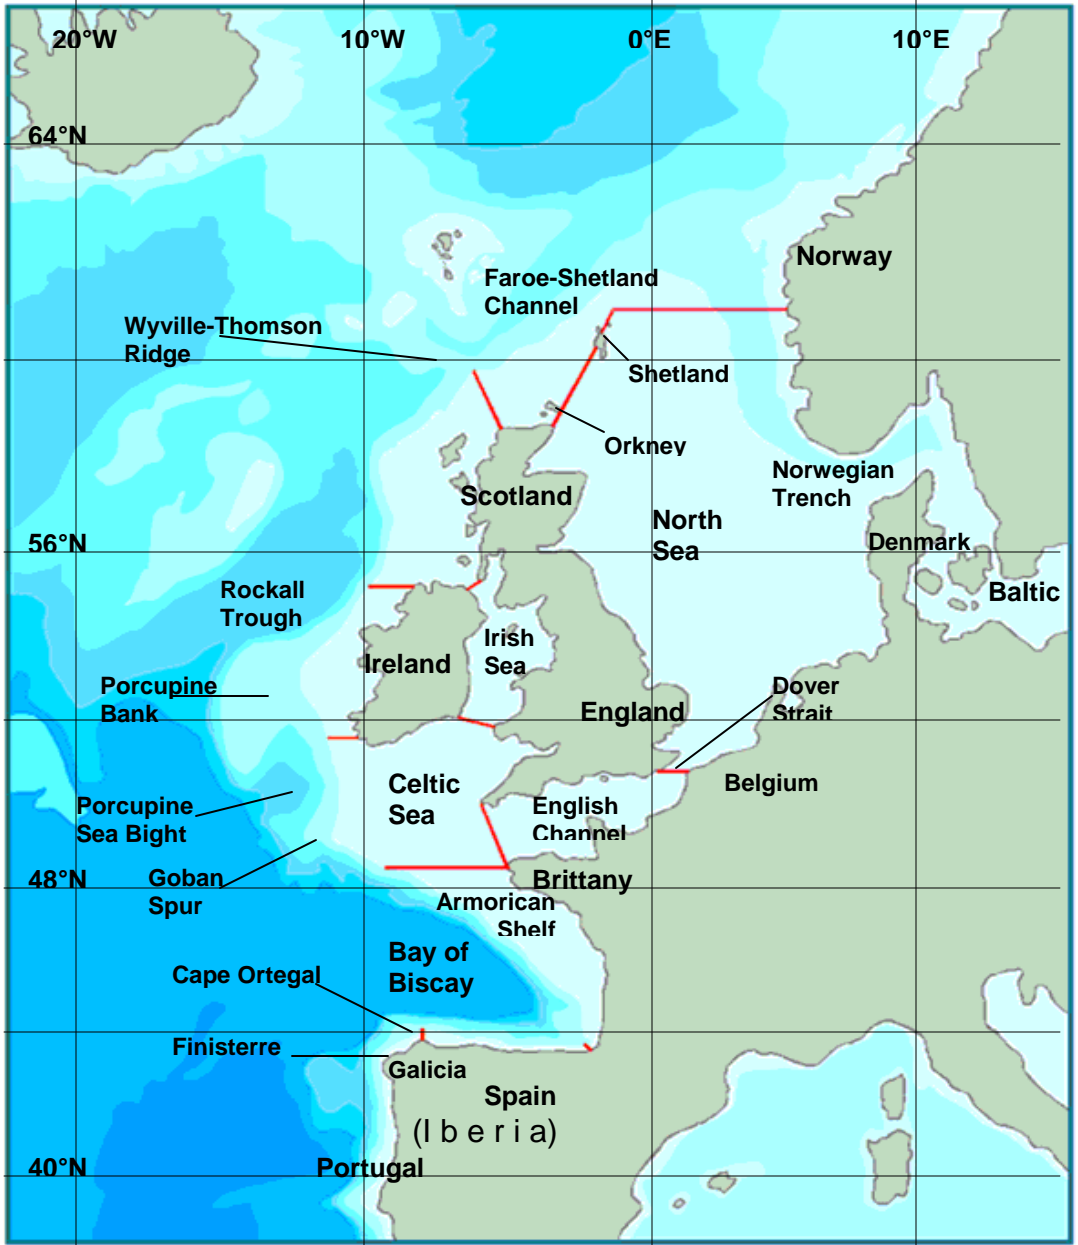 20°W 10°W 0°E 10°E
64°N
Norway
Faroe-Shetland
Channel
Wyville-Thomson
Ridge
Shetland
Orkney
Norwegian
Trench
Scotland
North
Sea
56°N
Denmark
Rockall
Trough
Baltic
Irish
Sea
Ireland
Porcupine
Bank
Dover
Strait
England
Celtic
Sea
Belgium
Porcupine
Sea Bight
English
Channel
Goban
Spur
48°N
Brittany
Armorican
Shelf
Bay of
Biscay
Cape Ortegal
Finisterre
Galicia
Spain
(Iberia)
Portugal
40°N